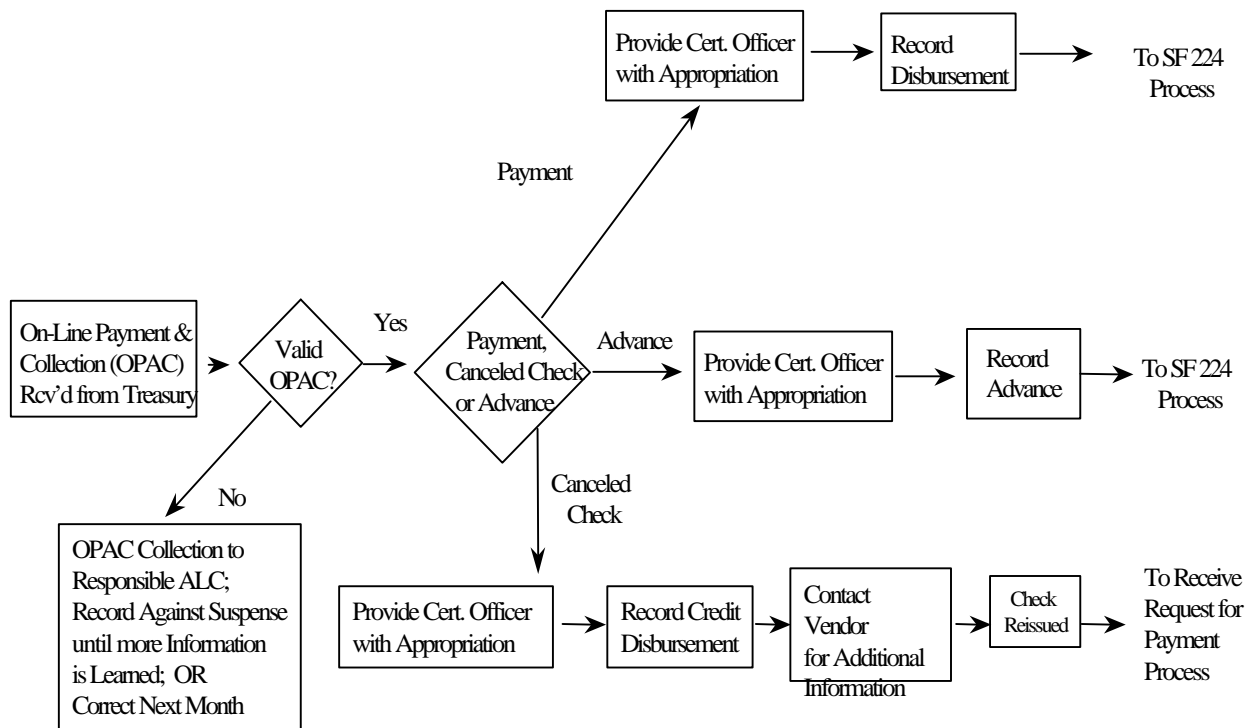 Provide Cert. Officer
with Appropriation
Record
Disbursement
To SF 224
Process
Payment
On-Line Payment &
Collection (OPAC)
Rcv'd from Treasury
Valid
OPAC?
Yes
Payment,
Canceled Check
or Advance
Advance
Provide Cert. Officer
with Appropriation
Record
Advance
To SF 224
Process
No
Canceled
Check
OPAC Collection to
Responsible ALC;
Record Against Suspense
until more Information
is Learned; OR
Correct Next Month
Provide Cert. Officer
with Appropriation
Record Credit
Disbursement
Contact
Vendor
for Additional
Information
Check
Reissued
To Receive
Request for
Payment
Process